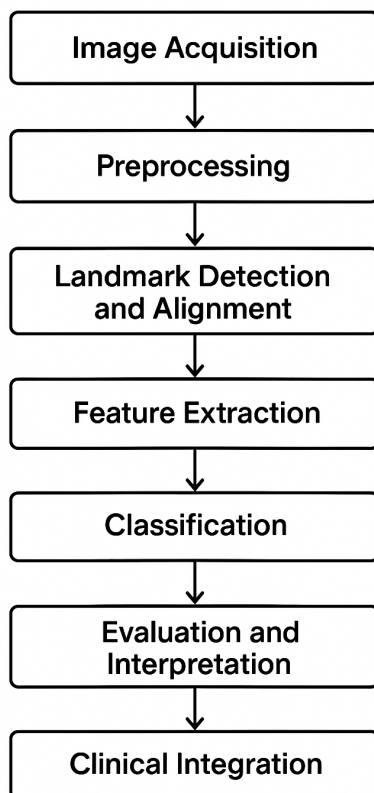 Image Acquisition
Preprocessing
Landmark Detection
and Alignment
Feature Extraction
Classification
Evaluation and
Interpretation
Clinical Integration